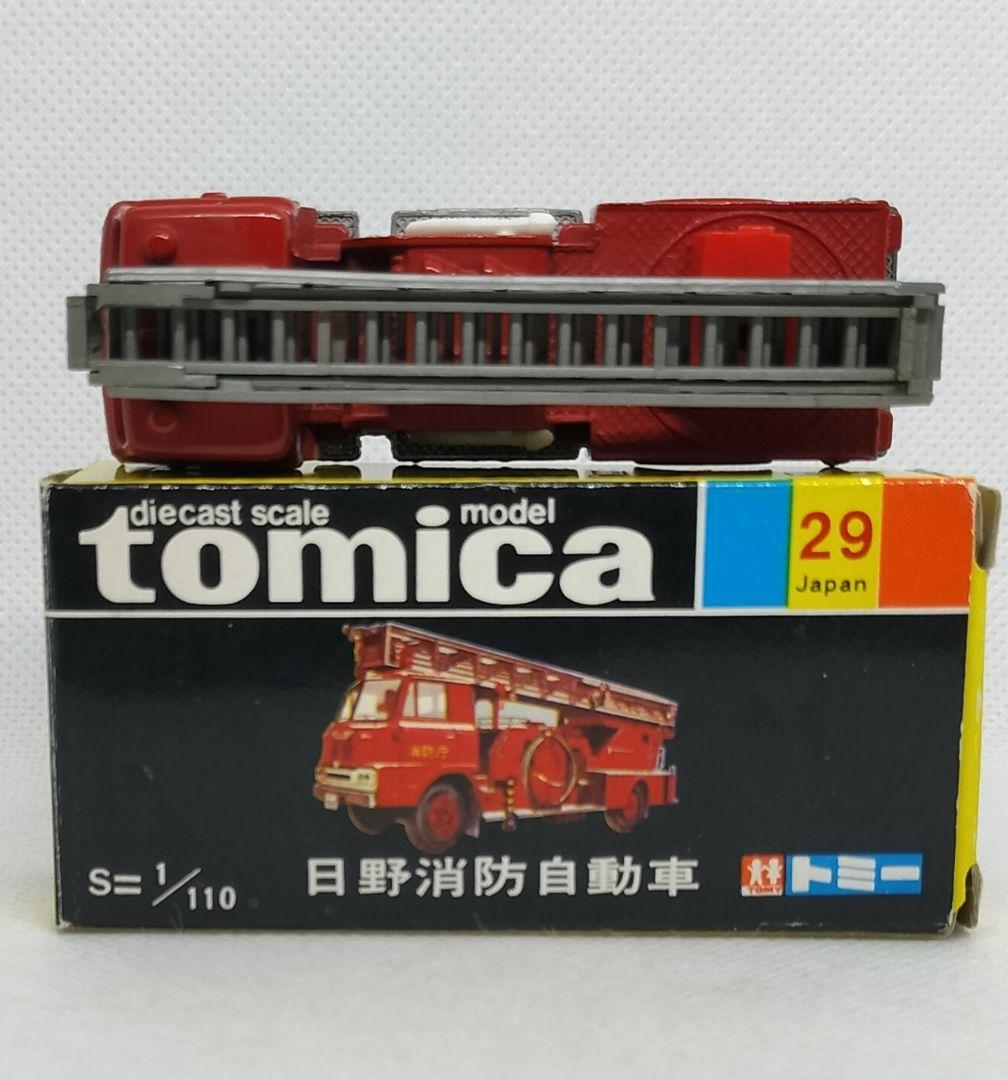 diecast scale model
tomica
29
Japan
S=1/110
日野消防自動車
TOMY
トミー